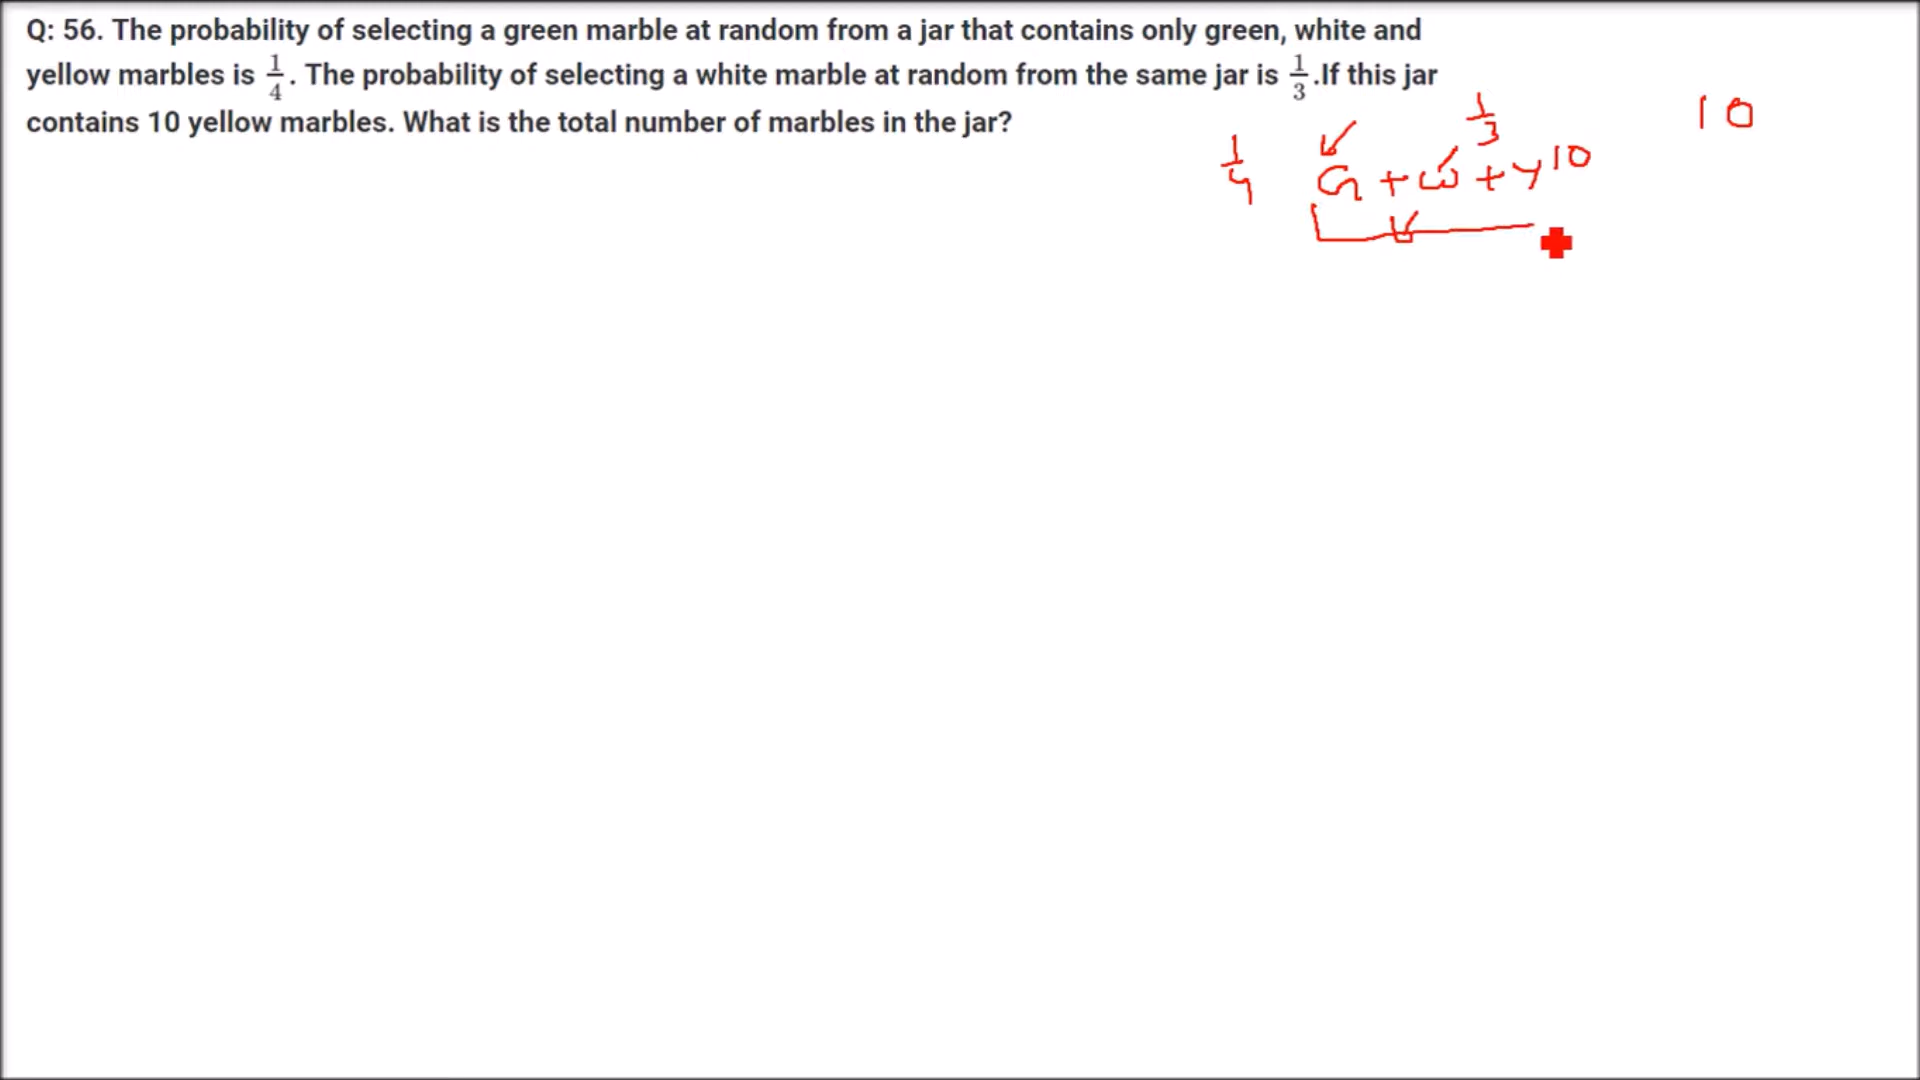 Q: 56. The probability of selecting a green marble at random from a jar that contains only green, white and
yellow marbles is 1/4. The probability of selecting a white marble at random from the same jar is 1/3.If this jar
contains 10 yellow marbles. What is the total number of marbles in the jar?
1/3
10
1/4 G + W + Y 10